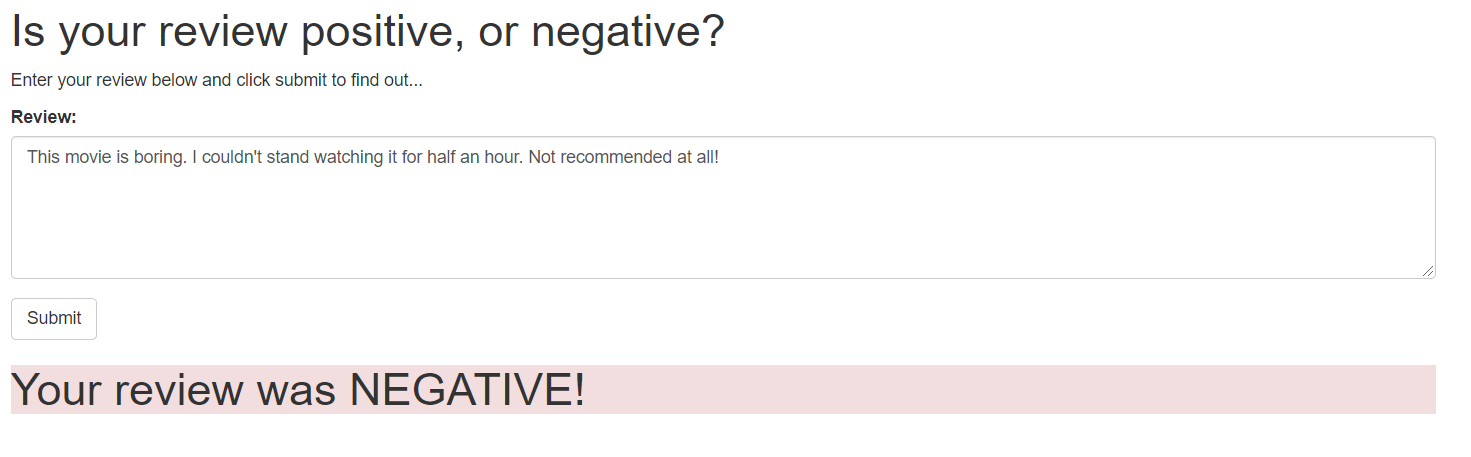 Is your review positive, or negative?
Enter your review below and click submit to find out...
Review:
This movie is boring. I couldn't stand watching it for half an hour. Not recommended at all!
Submit
Your review was NEGATIVE!